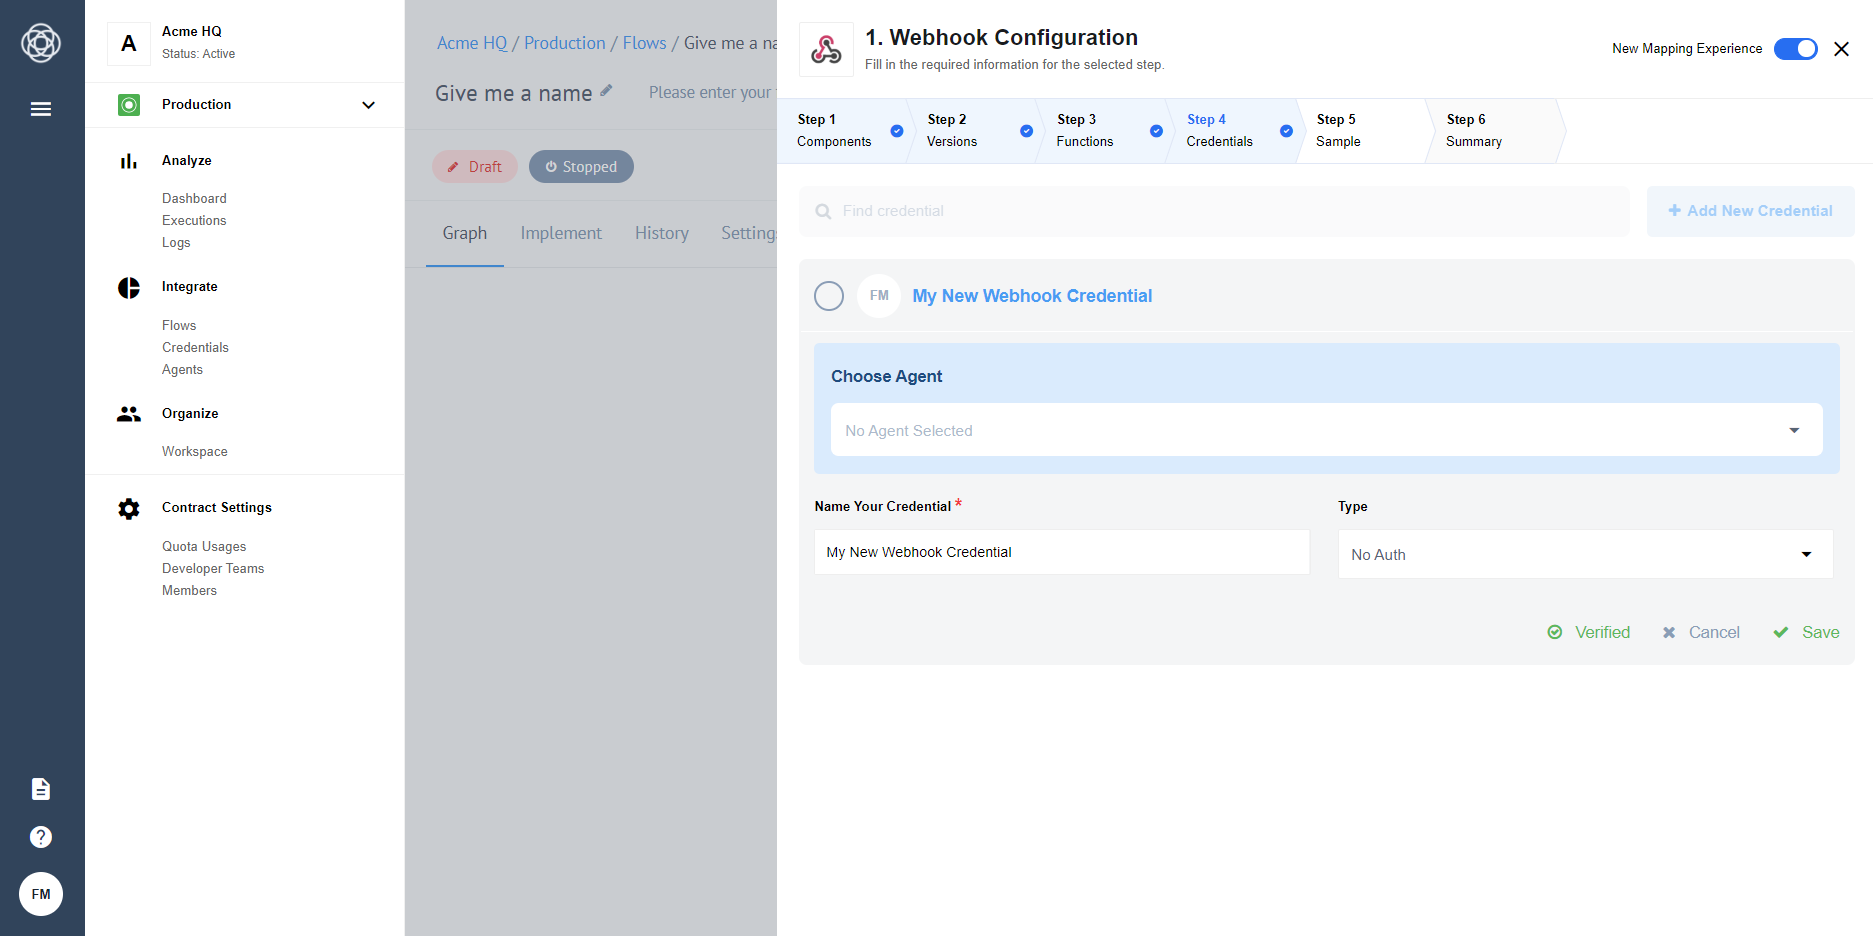 A
Acme HQ
Status: Active
Production
Analyze
Dashboard
Executions
Logs
Integrate
Flows
Credentials
Agents
Organize
Workspace
Contract Settings
Quota Usages
Developer Teams
Members
FM
Acme HQ / Production / Flows / Give me a na
Give me a name
Please enter your
Draft
Stopped
Graph
Implement
History
Setting
1. Webhook Configuration
Fill in the required information for the selected step.
New Mapping Experience
Step 1
Components
Step 2
Versions
Step 3
Functions
Step 4
Credentials
Step 5
Sample
Step 6
Summary
Find credential
+ Add New Credential
FM
My New Webhook Credential
Choose Agent
No Agent Selected
Name Your Credential *
My New Webhook Credential
Type
No Auth
Verified
Cancel
Save